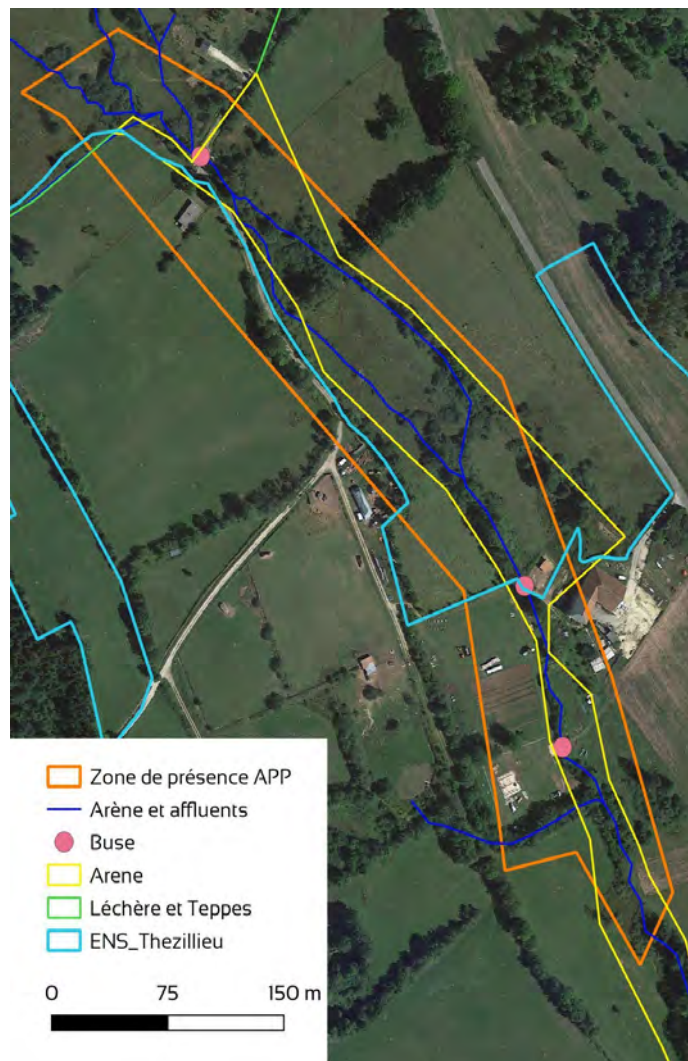 Zone de présence APP
Arène et affluents
Buse
Arene
Léchère et Teppes
ENS_Thezillieu
0 75 150 m